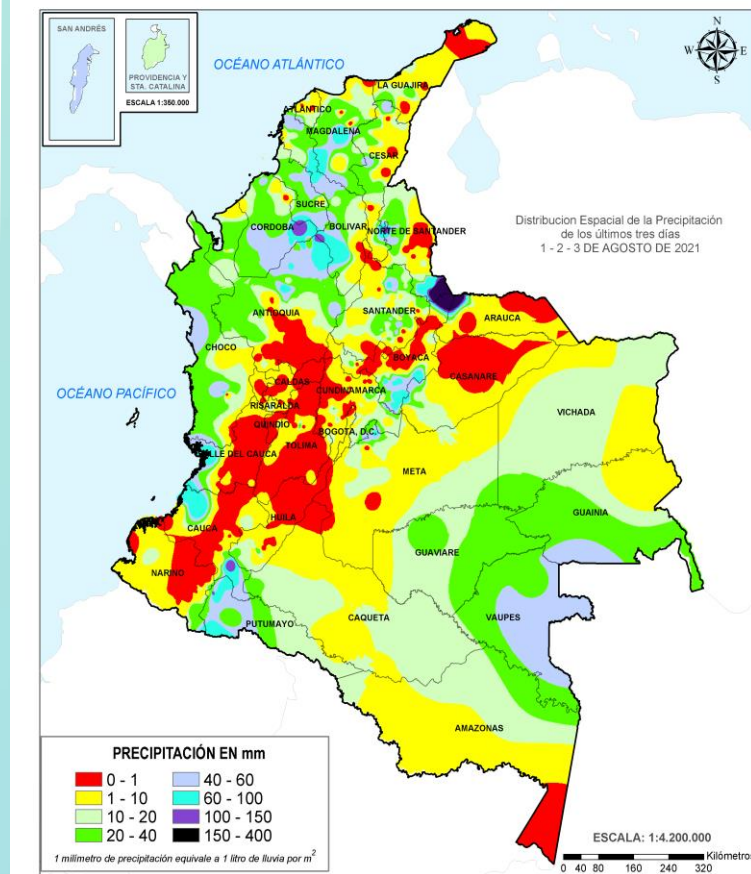 SAN ANDRÉS
PROVIDENCIA Y
STA. CATALINA
ESCALA 1:350.000
OCÉANO ATLÁNTICO
N
W E
S
LA GUAJIRA
ATLÁNTICO
MAGDALENA
CESAR
SUCRE
CORDOBA
BOLIVAR
NORTE DE SANTANDER
Distribucion Espacial de la Precipitación
de los últimos tres días
1 - 2 - 3 DE AGOSTO DE 2021
ANTIOQUIA
SANTANDER
ARAUCA
CHOCO
BOYACA
CASANARE
OCÉANO PACÍFICO
CALDAS
CUNDINAMARCA
RISARALDA
VICHADA
QUINDIO
BOGOTA, D.C.
TOLIMA
VALLE DEL CAUCA
META
GUAINIA
HUILA
CAUCA
GUAVIARE
NARIÑO
CAQUETA
VAUPES
PUTUMAYO
AMAZONAS
PRECIPITACIÓN EN mm
0 - 1 40 - 60
1 - 10 60 - 100
10 - 20 100 - 150
20 - 40 150 - 400
1 milímetro de precipitación equivale a 1 litro de lluvia por m²
ESCALA: 1:4.200.000
Kilómetros
0 40 80 160 240 320